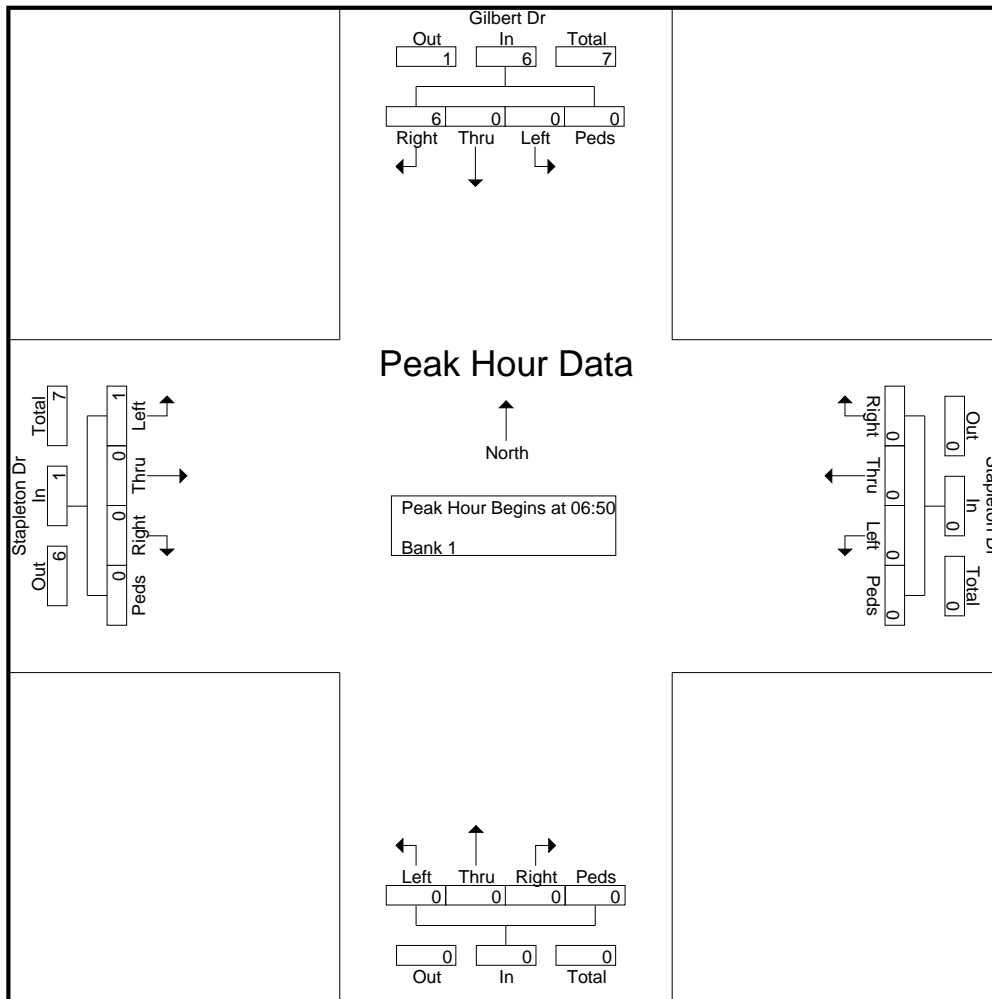 Gilbert Dr
Out In Total
1 6 7
6 0 0 0
Right Thru Left Peds
Peak Hour Data
North
Peak Hour Begins at 06:50
Bank 1
Stapleton Dr
Total In Out
7 1 6
1 0 0 0
Left Thru Right Peds
Right Thru Left Peds
0 0 0 0
Out In Total
0 0 0
Stapleton Dr
Left Thru Right Peds
0 0 0 0
0 0 0
Out In Total